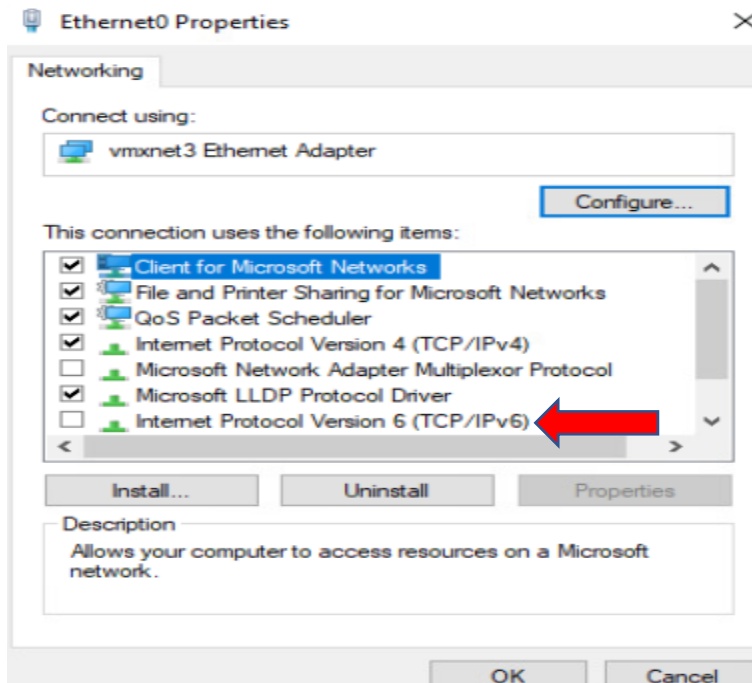 Ethernet0 Properties
Networking
Connect using:
vmxnet3 Ethernet Adapter
Configure...
This connection uses the following items:
Client for Microsoft Networks
File and Printer Sharing for Microsoft Networks
QoS Packet Scheduler
Internet Protocol Version 4 (TCP/IPv4)
Microsoft Network Adapter Multiplexor Protocol
Microsoft LLDP Protocol Driver
Internet Protocol Version 6 (TCP/IPv6)
Install... Uninstall Properties
Description
Allows your computer to access resources on a Microsoft
network.
OK Cancel